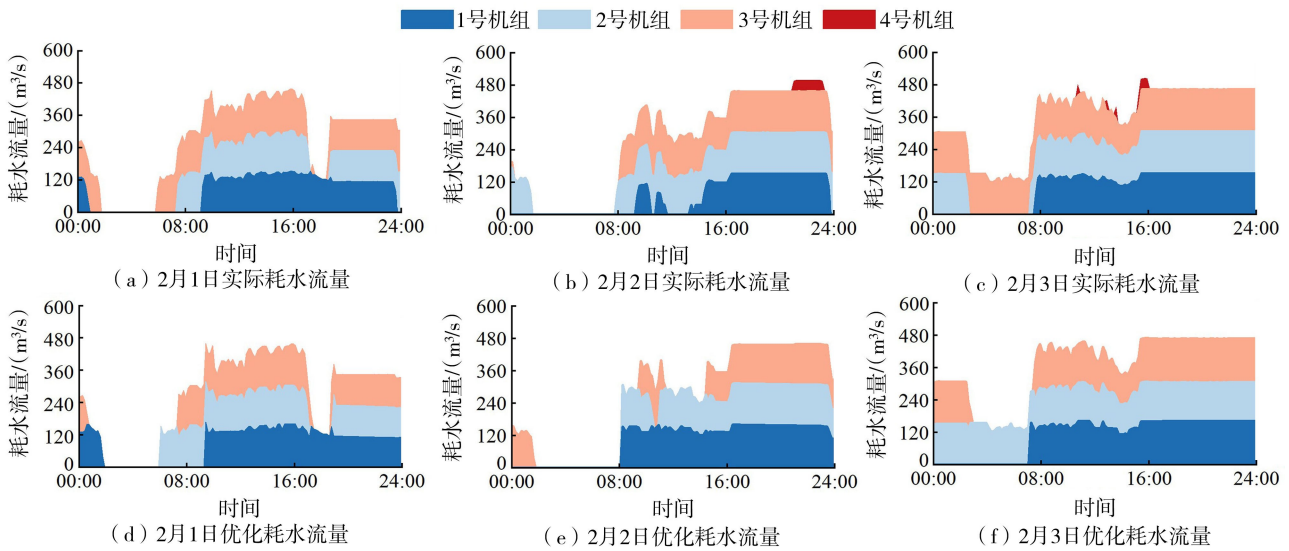 1号机组 2号机组 3号机组 4号机组
600
480
360
240
120
0
耗水流量/(m³/s)
00:00 08:00 16:00 24:00
时间
(a)2月1日实际耗水流量
600
480
360
240
120
0
耗水流量/(m³/s)
00:00 08:00 16:00 24:00
时间
(b)2月2日实际耗水流量
600
480
360
240
120
0
耗水流量/(m³/s)
00:00 08:00 16:00 24:00
时间
(c)2月3日实际耗水流量
600
480
360
240
120
0
耗水流量/(m³/s)
00:00 08:00 16:00 24:00
时间
(d)2月1日优化耗水流量
600
480
360
240
120
0
耗水流量/(m³/s)
00:00 08:00 16:00 24:00
时间
(e)2月2日优化耗水流量
600
480
360
240
120
0
耗水流量/(m³/s)
00:00 08:00 16:00 24:00
时间
(f)2月3日优化耗水流量